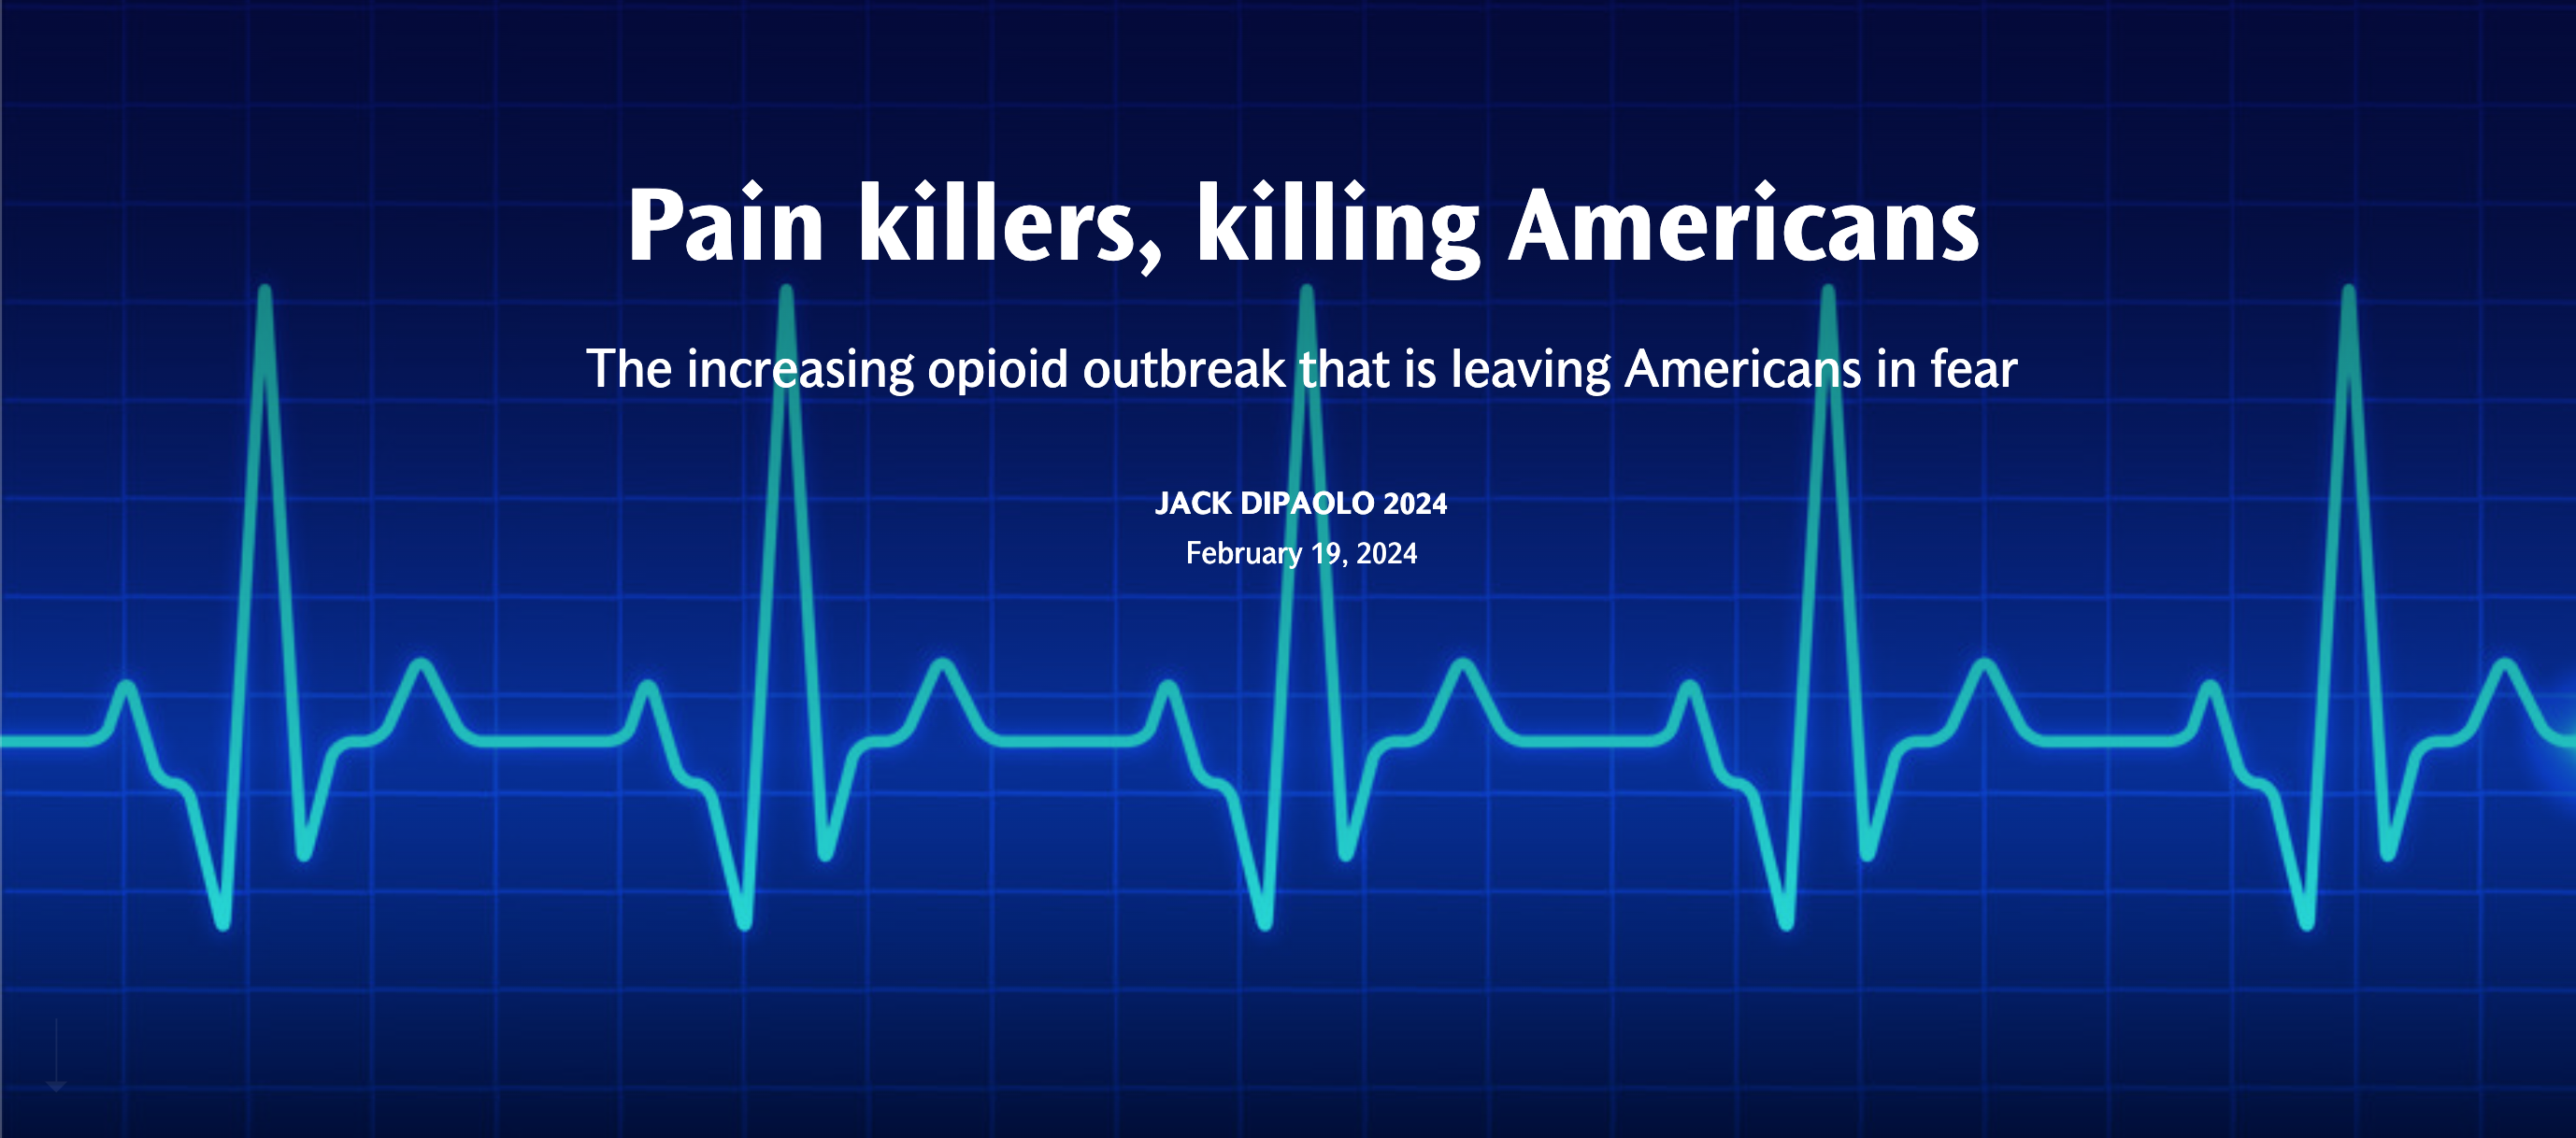 Pain killers, killing Americans
The increasing opioid outbreak that is leaving Americans in fear
JACK DIPAOLO 2024
February 19, 2024